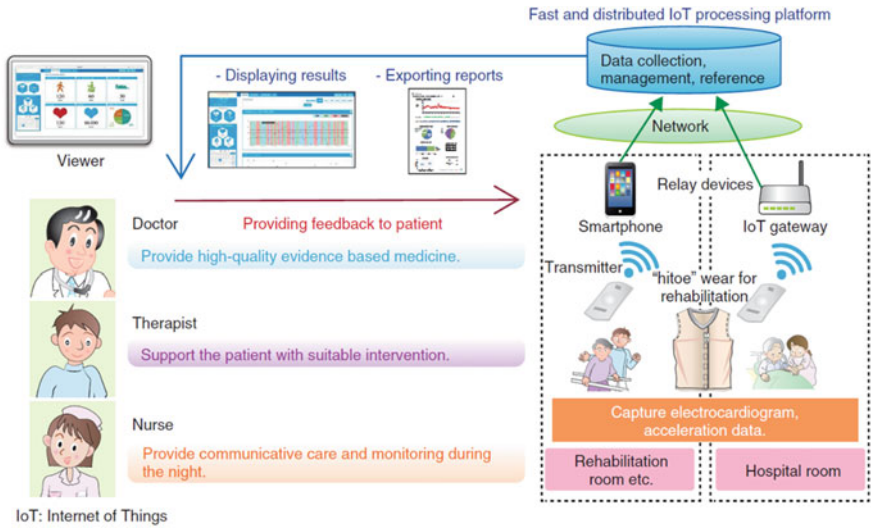 Fast and distributed IoT processing platform
Data collection,
management, reference
- Displaying results
- Exporting reports
Network
Viewer
Relay devices
Smartphone
IoT gateway
Doctor
Providing feedback to patient
Provide high-quality evidence based medicine.
Transmitter
“hitoe” wear for
rehabilitation
Therapist
Support the patient with suitable intervention.
Nurse
Provide communicative care and monitoring during
the night.
Capture electrocardiogram,
acceleration data.
Rehabilitation
room etc.
Hospital room
IoT: Internet of Things